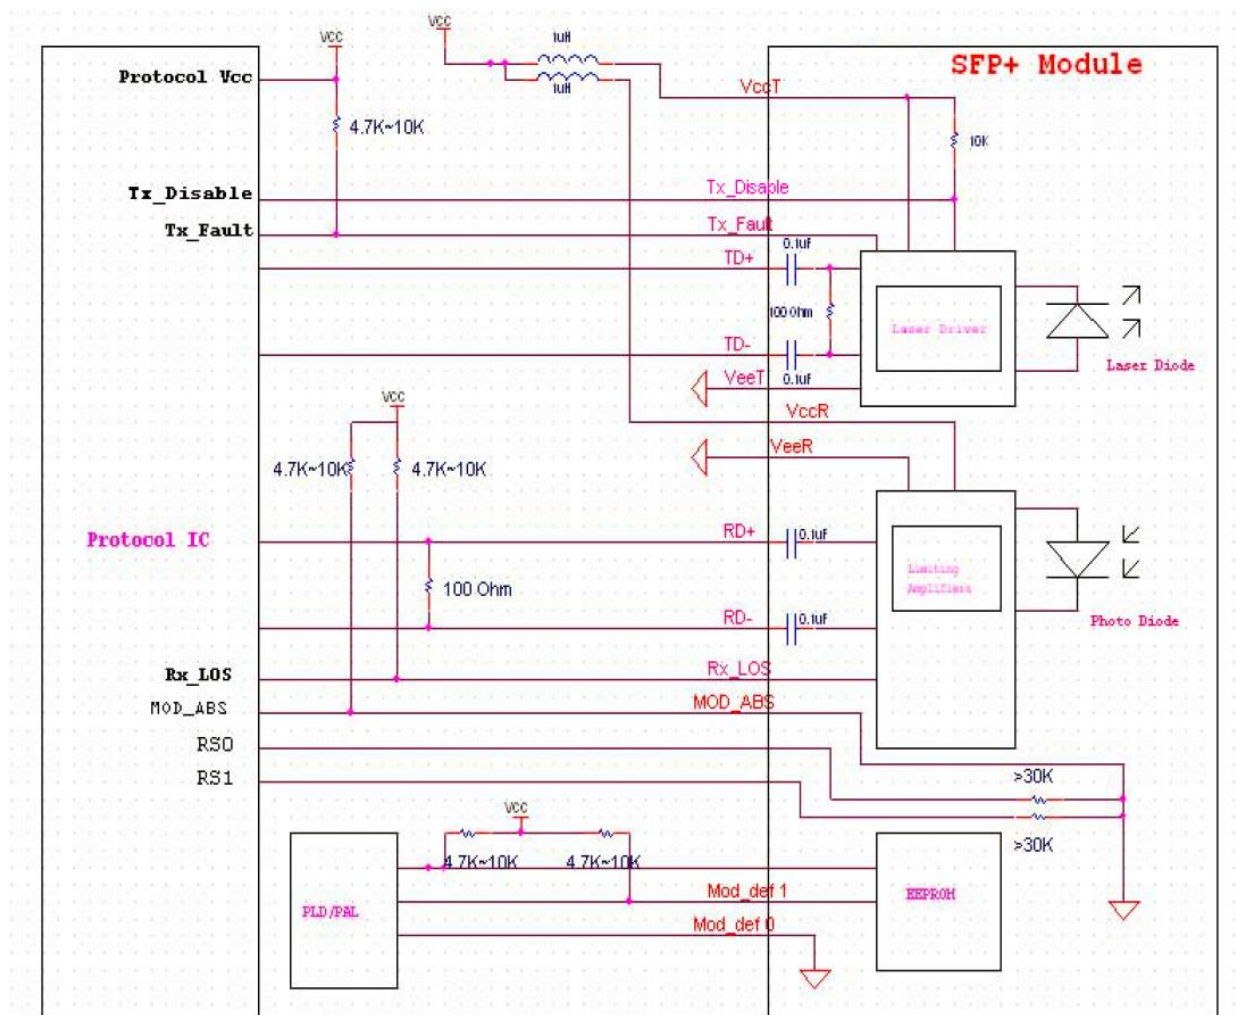 VCC
VCC
1uH
1uH
SFP+ Module
Protocol Vcc
VccT
4.7K~10K
10K
Tx_Disable
Tx_Disable
Tx_Fault
Tx_Fault
0.1uF
TD+
100 Ohm
Laser Driver
TD-
Laser Diode
VeeT
0.1uF
VCC
VccR
VeeR
4.7K~10K
4.7K~10K
Protocol IC
RD+
0.1uF
Limiting
Amplifiers
100 Ohm
RD-
0.1uF
Photo Diode
Rx_LOS
Rx_LOS
MOD_ABS
MOD_ABS
RS0
RS1
>30K
VCC
>30K
4.7K~10K
4.7K~10K
Mod_def 1
EEPROM
PLD/PAL
Mod_def 0